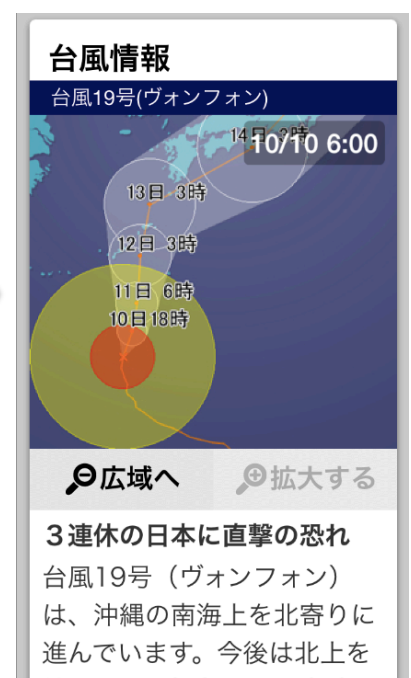 台風情報
台風19号(ヴォンフォン)
14日 3時
10/10 6:00
13日 3時
12日 3時
11日 6時
10日18時
広域へ
拡大する
３連休の日本に直撃の恐れ
台風19号（ヴォンフォン）
は、沖縄の南海上を北寄りに
進んでいます。今後は北上を